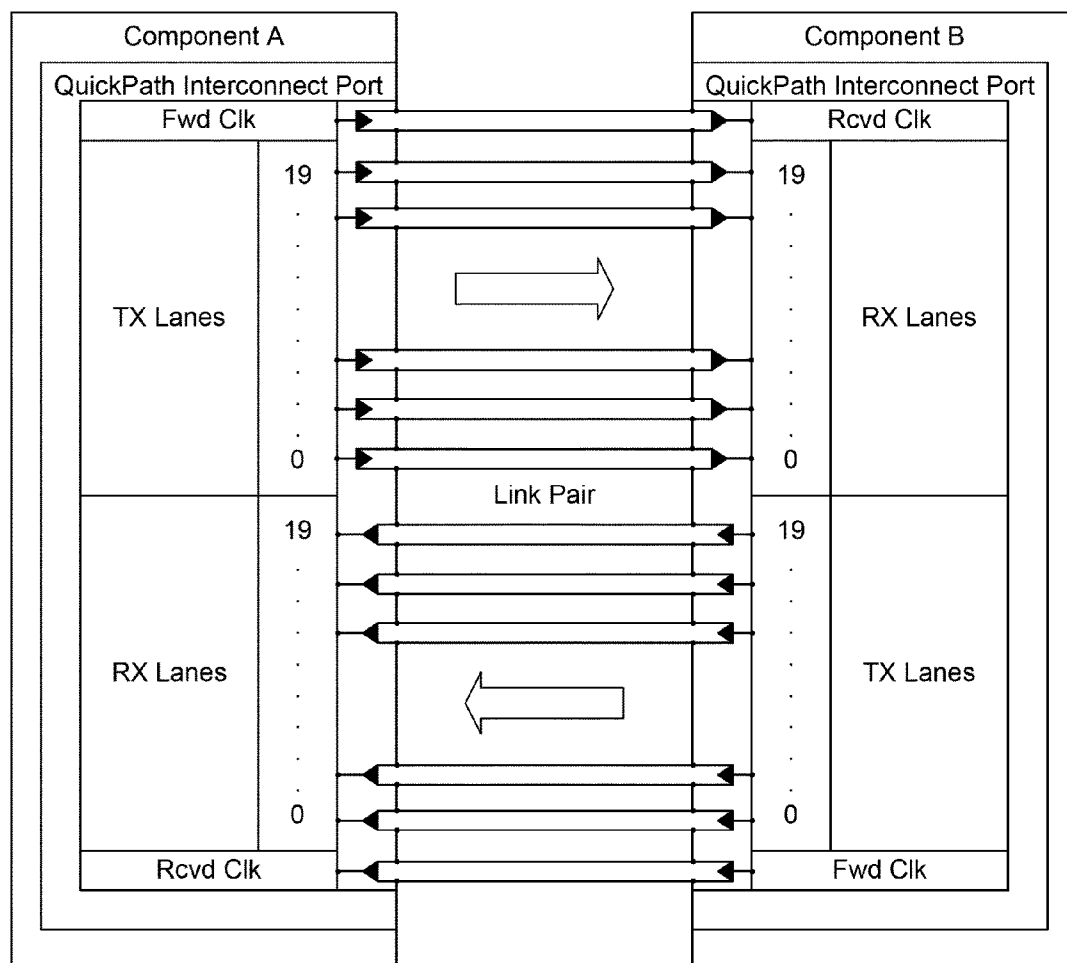 Component A
Component B
QuickPath Interconnect Port
QuickPath Interconnect Port
Fwd Clk
Rcvd Clk
19
19
TX Lanes
RX Lanes
0
0
Link Pair
19
19
RX Lanes
TX Lanes
0
0
Rcvd Clk
Fwd Clk